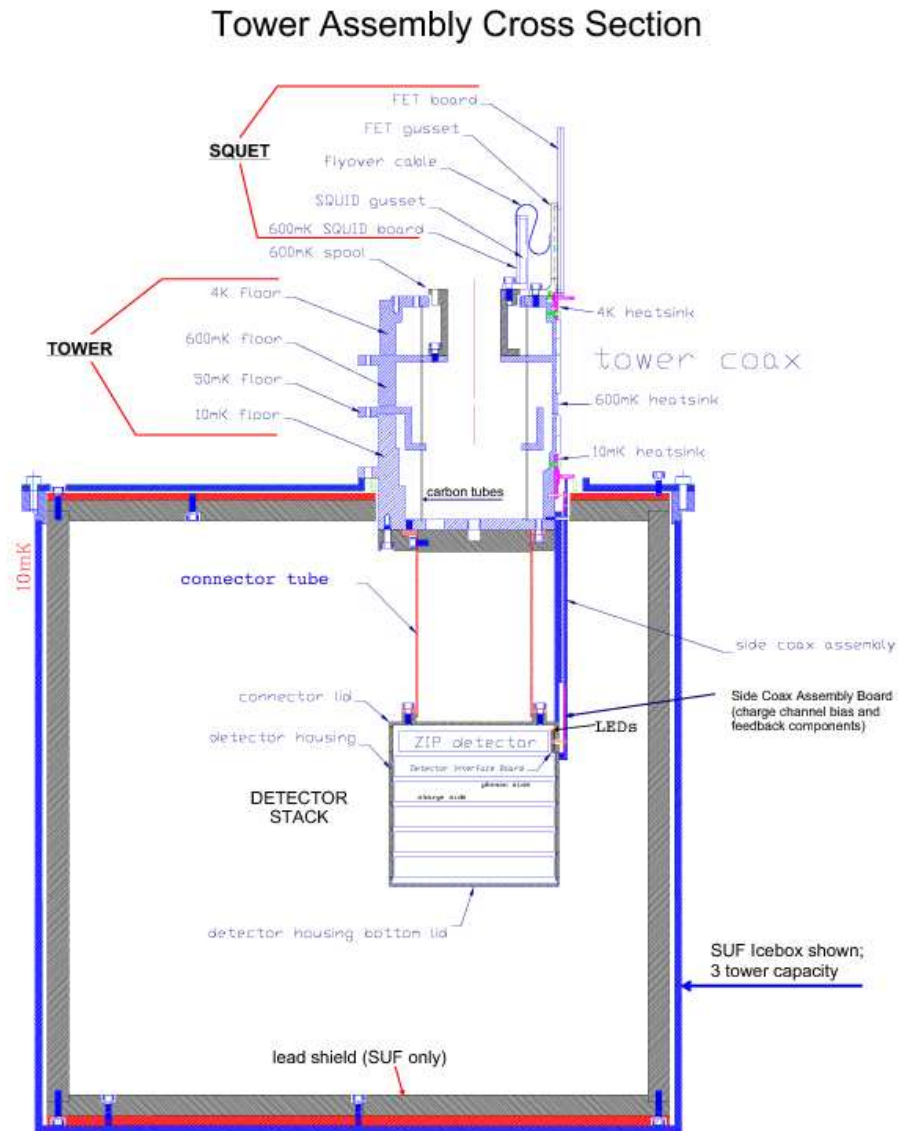 Tower Assembly Cross Section
FET board
FET gusset
SQUET
flyover cable
SQUID gusset
600mK SQUID board
600mK spool
4K floor
4K heatsink
TOWER
600mK floor
tower coax
50mK floor
600mK heatsink
10mK floor
10mK heatsink
carbon tubes
10mK
connector tube
side coax assembly
connector lid
Side Coax Assembly Board
(charge channel bias and
feedback components)
LEDs
detector housing
ZIP detector
Detector Interface Board
phonon side
charge side
DETECTOR
STACK
detector housing bottom lid
SUF Icebox shown;
3 tower capacity
lead shield (SUF only)